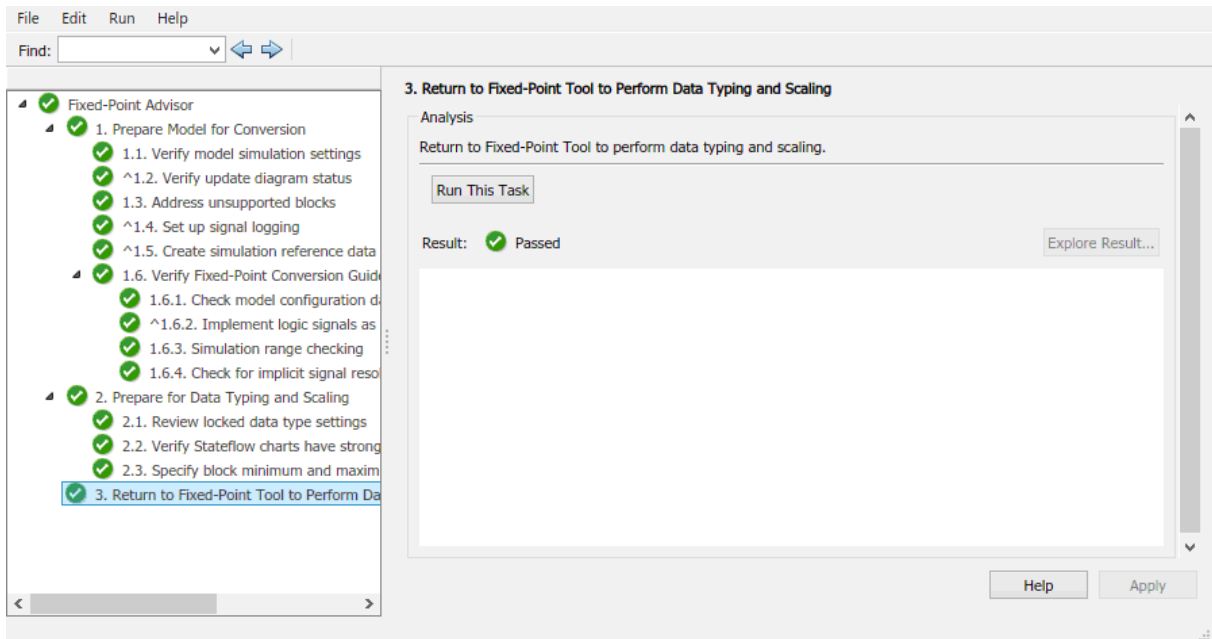 File Edit Run Help
Find:
Fixed-Point Advisor
1. Prepare Model for Conversion
1.1. Verify model simulation settings
^1.2. Verify update diagram status
1.3. Address unsupported blocks
^1.4. Set up signal logging
^1.5. Create simulation reference data
1.6. Verify Fixed-Point Conversion Guid
1.6.1. Check model configuration d
^1.6.2. Implement logic signals as
1.6.3. Simulation range checking
1.6.4. Check for implicit signal reso
2. Prepare for Data Typing and Scaling
2.1. Review locked data type settings
2.2. Verify Stateflow charts have strong
2.3. Specify block minimum and maxim
3. Return to Fixed-Point Tool to Perform Da
3. Return to Fixed-Point Tool to Perform Data Typing and Scaling
Analysis
Return to Fixed-Point Tool to perform data typing and scaling.
Run This Task
Result: Passed Explore Result...
Help Apply